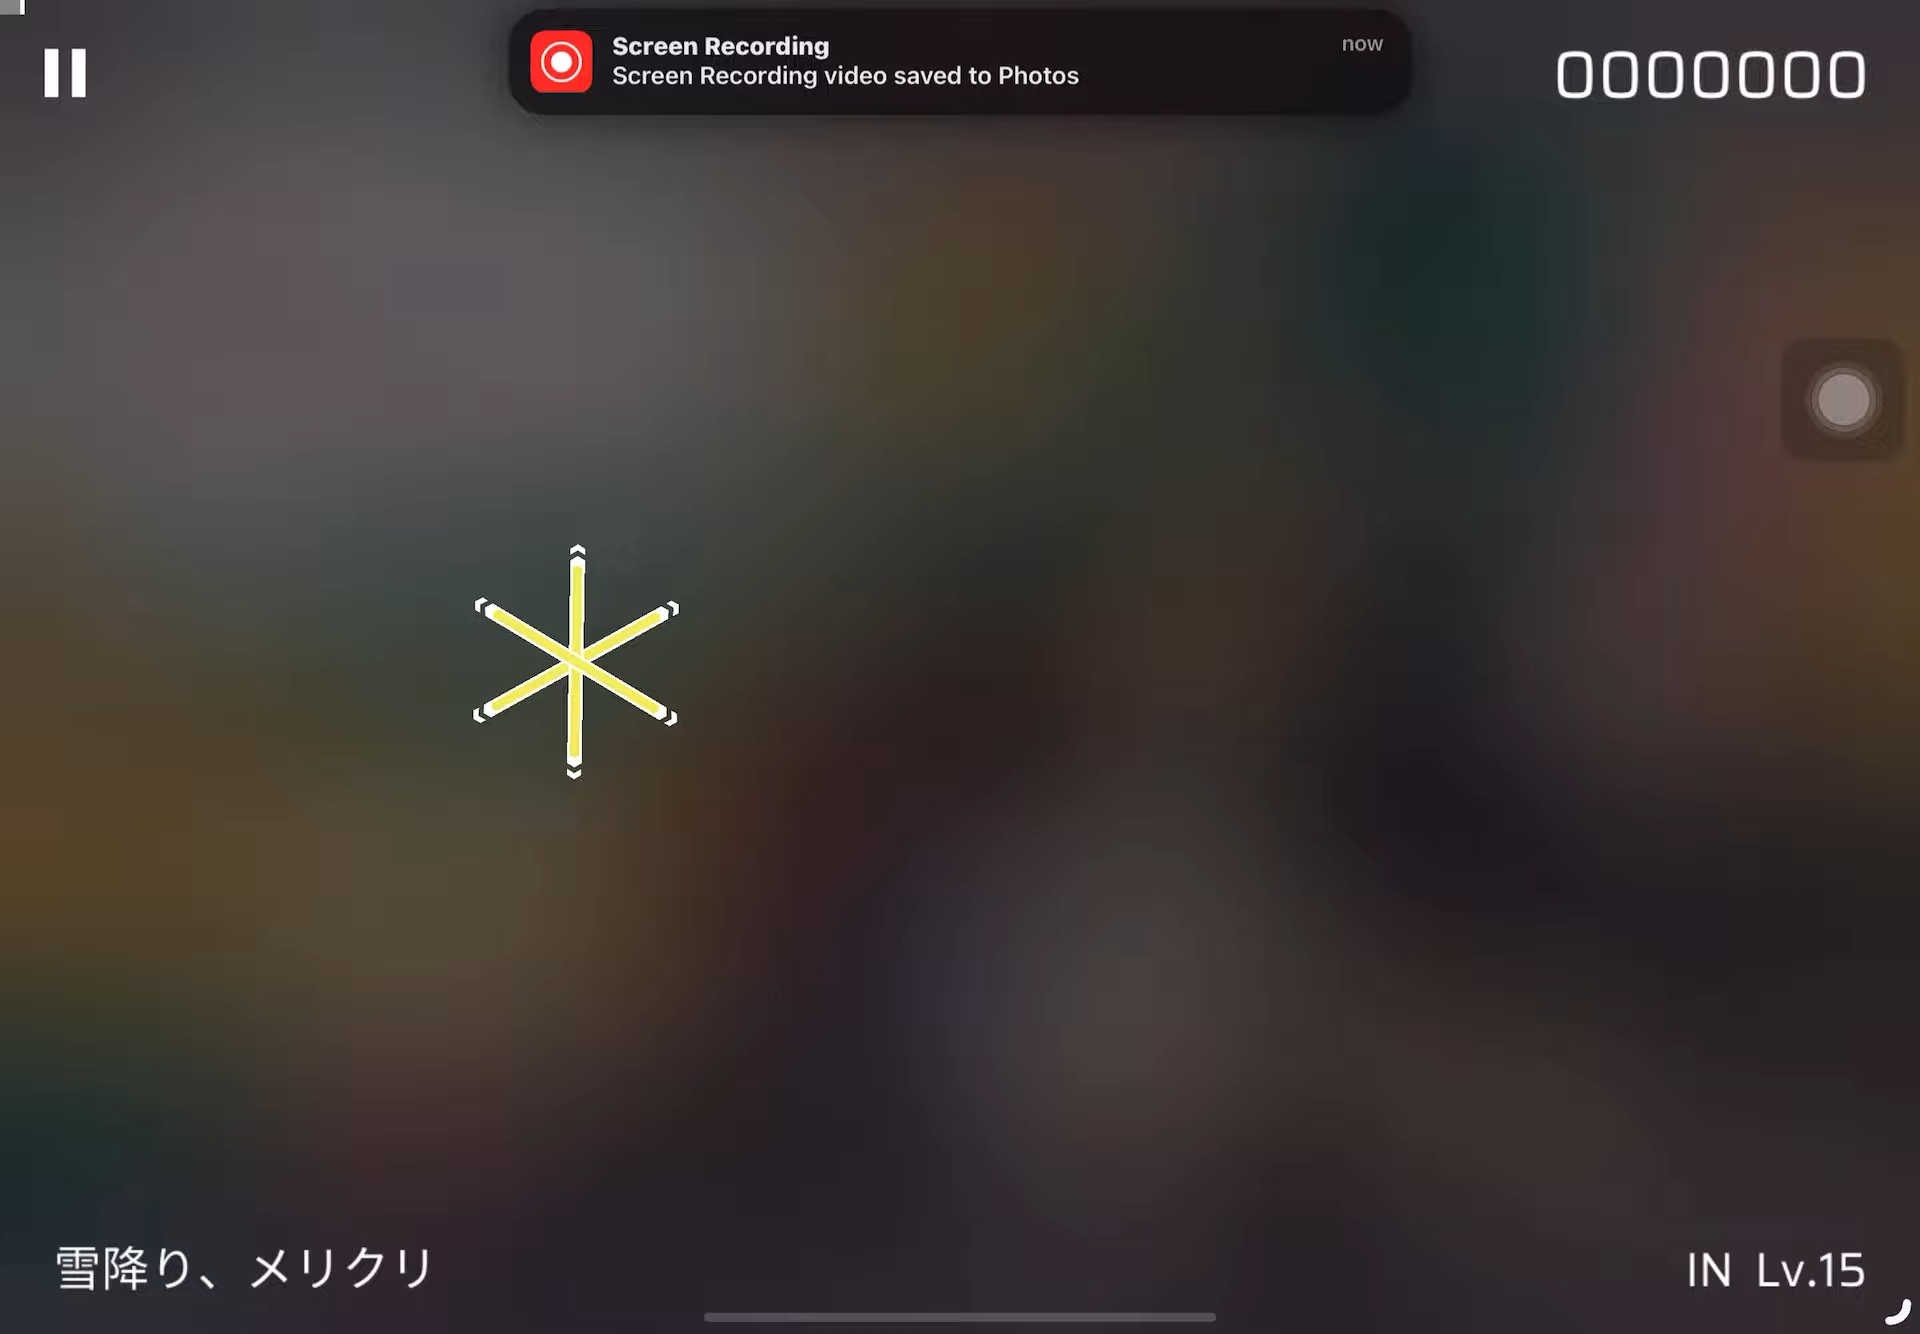 Screen Recording
now
Screen Recording video saved to Photos
0000000
雪降り、メリクリ
IN Lv.15